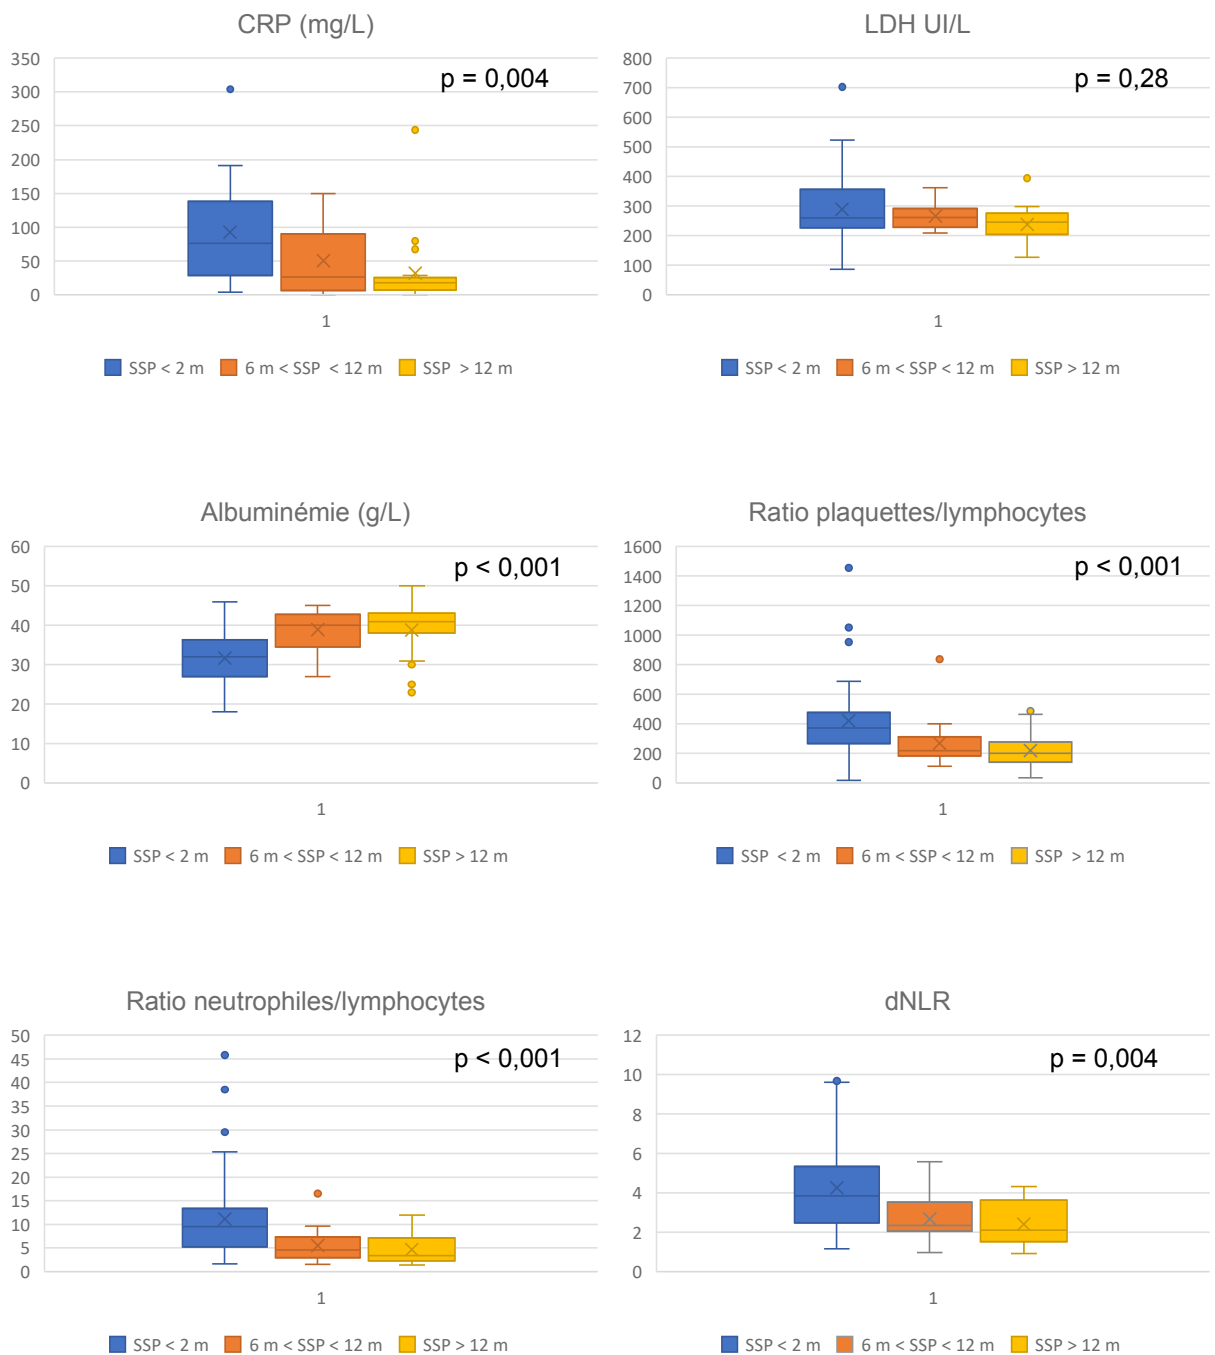 CRP (mg/L)
p = 0,004
350
300
250
200
150
100
50
0
1
SSP < 2 m
6 m < SSP < 12 m
SSP > 12 m
LDH UI/L
p = 0,28
800
700
600
500
400
300
200
100
0
1
SSP < 2 m
6 m < SSP < 12 m
SSP > 12 m
Albuminémie (g/L)
p < 0,001
60
50
40
30
20
10
0
1
SSP < 2 m
6 m < SSP < 12 m
SSP > 12 m
Ratio plaquettes/lymphocytes
p < 0,001
1600
1400
1200
1000
800
600
400
200
0
1
SSP < 2 m
6 m < SSP < 12 m
SSP > 12 m
Ratio neutrophiles/lymphocytes
p < 0,001
50
45
40
35
30
25
20
15
10
5
0
1
SSP < 2 m
6 m < SSP < 12 m
SSP > 12 m
dNLR
p = 0,004
12
10
8
6
4
2
0
1
SSP < 2 m
6 m < SSP < 12 m
SSP > 12 m